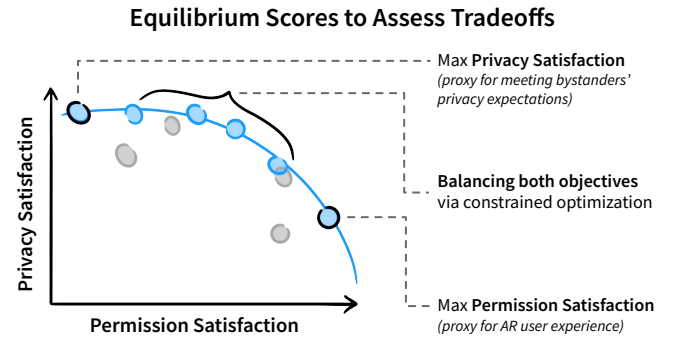 Equilibrium Scores to Assess Tradeoffs
Max Privacy Satisfaction
(proxy for meeting bystanders'
privacy expectations)
Balancing both objectives
via constrained optimization
Max Permission Satisfaction
(proxy for AR user experience)
Privacy Satisfaction
Permission Satisfaction